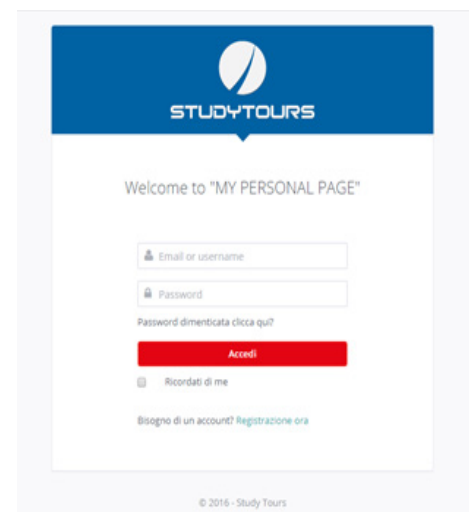 STUDYTOURS
Welcome to "MY PERSONAL PAGE"
Email or username
Password
Password dimenticata clicca qui?
Accedi
Ricordati di me
Bisogno di un account? Registrazione ora
© 2016 - Study Tours